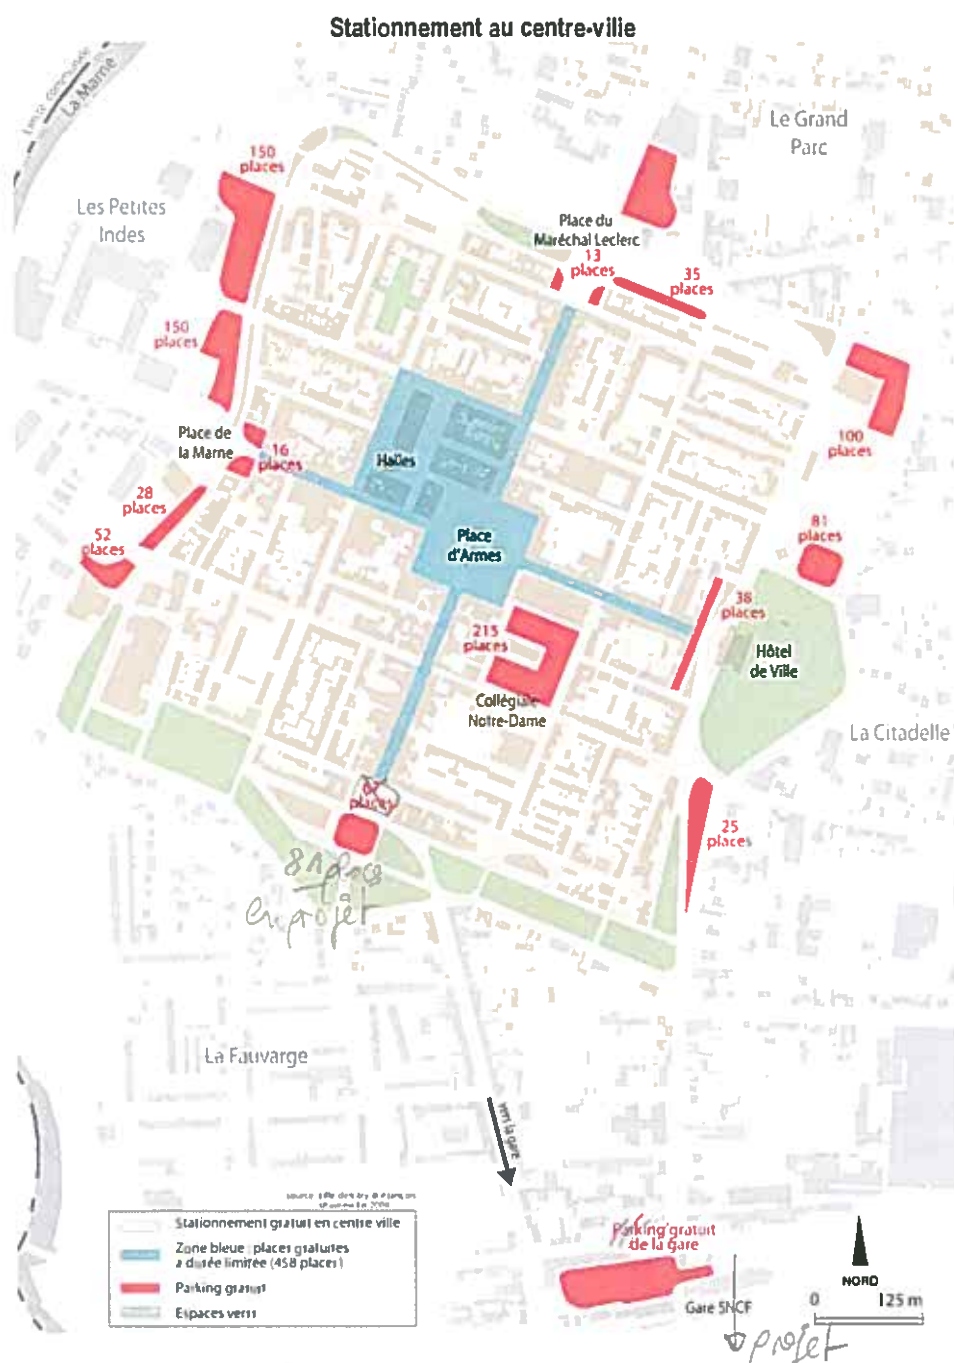 Stationnement au centre-ville
Limite communale
La Marne
Le Grand
Parc
150
places
Les Petites
Indes
Place du
Maréchal Leclerc
13
places
35
places
150
places
Place de
la Marne
16
places
100
places
Halles
28
places
52
places
Place
d'Armes
81
places
38
places
215
places
Hôtel
de Ville
Collégiale
Notre-Dame
La Citadelle
67
places
25
places
81 places
en projet
La Fauvarge
vers la gare
Stationnement gratuit en centre ville
Zone bleue : places gratuites
à durée limitée (458 places)
Parking gratuit
Espaces verts
Parking gratuit
de la gare
Gare SNCF
NORD
0 125 m
projet